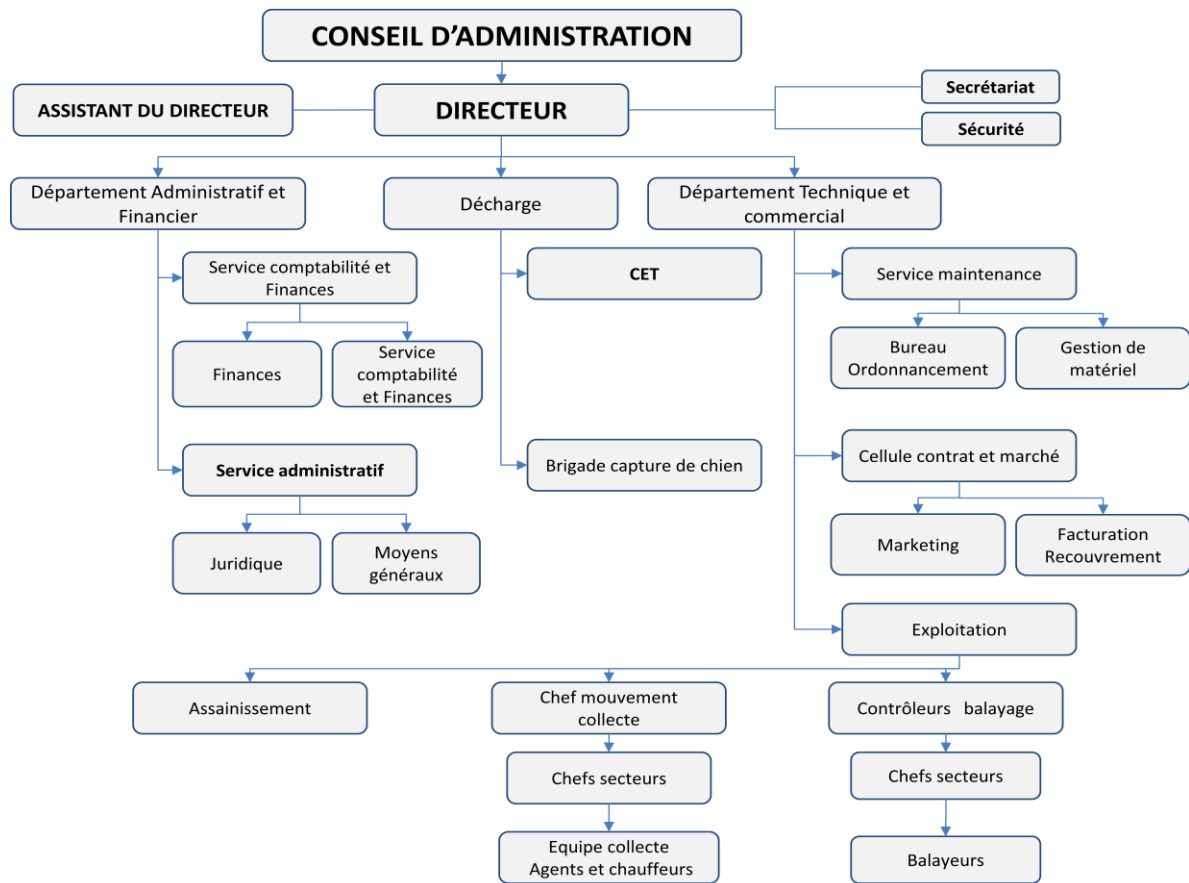 CONSEIL D'ADMINISTRATION
ASSISTANT DU DIRECTEUR
DIRECTEUR
Secrétariat
Sécurité
Département Administratif et
Financier
Décharge
Département Technique et
commercial
Service comptabilité et
Finances
CET
Service maintenance
Finances
Service
comptabilité
et Finances
Bureau
Ordonnancement
Gestion de
matériel
Service administratif
Brigade capture de chien
Cellule contrat et marché
Juridique
Moyens
généraux
Marketing
Facturation
Recouvrement
Exploitation
Assainissement
Chef mouvement
collecte
Contrôleurs balayage
Chefs secteurs
Chefs secteurs
Equipe collecte
Agents et chauffeurs
Balayeurs